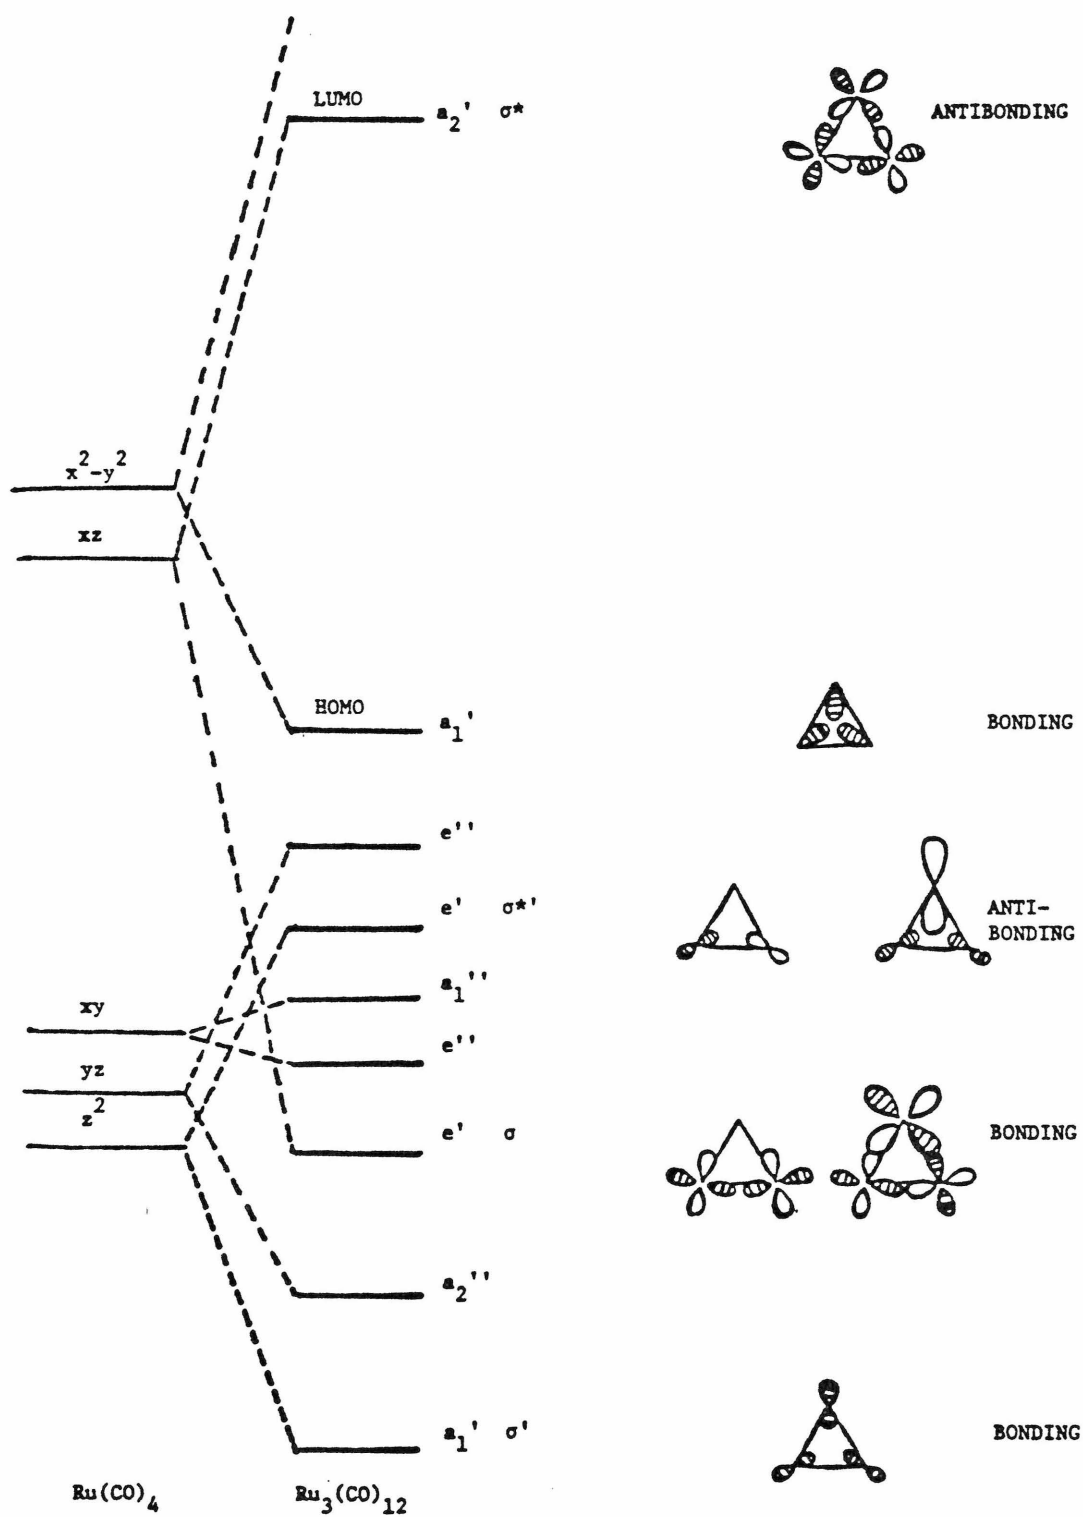 LUMO a₂' σ* ANTIBONDING
x²-y²
xz
HOMO a₁' BONDING
e''
e' σ*' ANTI-
BONDING
a₁''
xy
e''
yz
z²
e' σ BONDING
a₂''
a₁' σ' BONDING
Ru(CO)₄ Ru₃(CO)₁₂